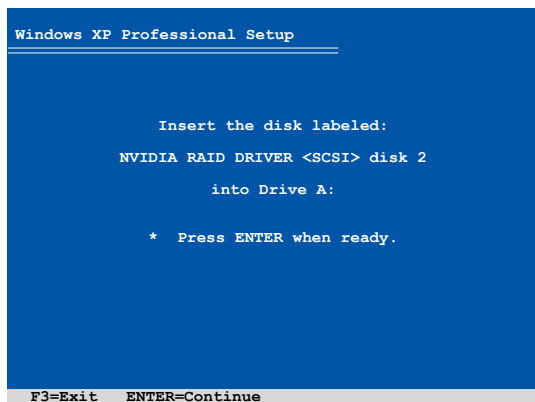 Windows XP Professional Setup
Insert the disk labeled:
NVIDIA RAID DRIVER <SCSI> disk 2
into Drive A:
* Press ENTER when ready.
F3=Exit ENTER=Continue